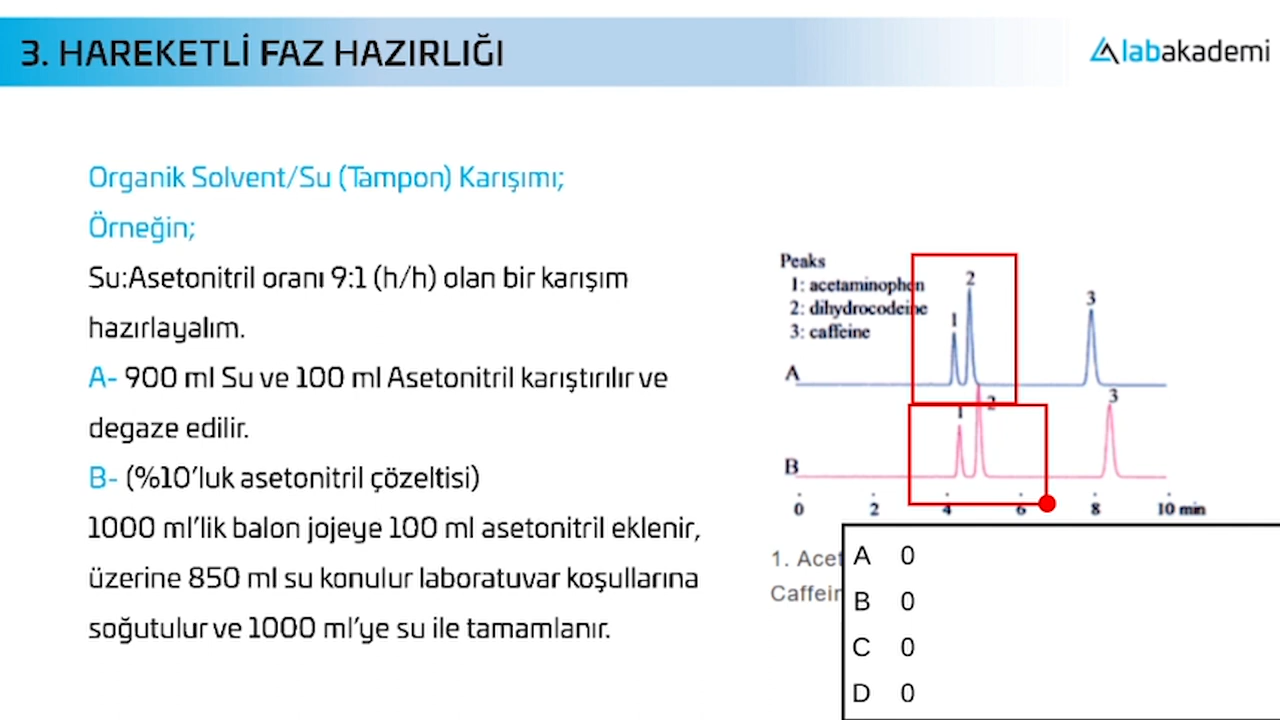 3. HAREKETLİ FAZ HAZIRLIĞI
labakademi
Organik Solvent/Su (Tampon) Karışımı;
Örneğin;
Su:Asetonitril oranı 9:1 (h/h) olan bir karışım
hazırlayalım.
A- 900 ml Su ve 100 ml Asetonitril karıştırılır ve
degaze edilir.
B- (%10'luk asetonitril çözeltisi)
1000 ml'lik balon jojeye 100 ml asetonitril eklenir,
üzerine 850 ml su konulur laboratuvar koşullarına
soğutulur ve 1000 ml'ye su ile tamamlanır.
Peaks
1: acetaminophen
2: dihydrocodeine
3: caffeine
1 2 3
A
1 2 3
B
0 2 4 6 8 10 min
1.
A 0
B 0
C 0
D 0